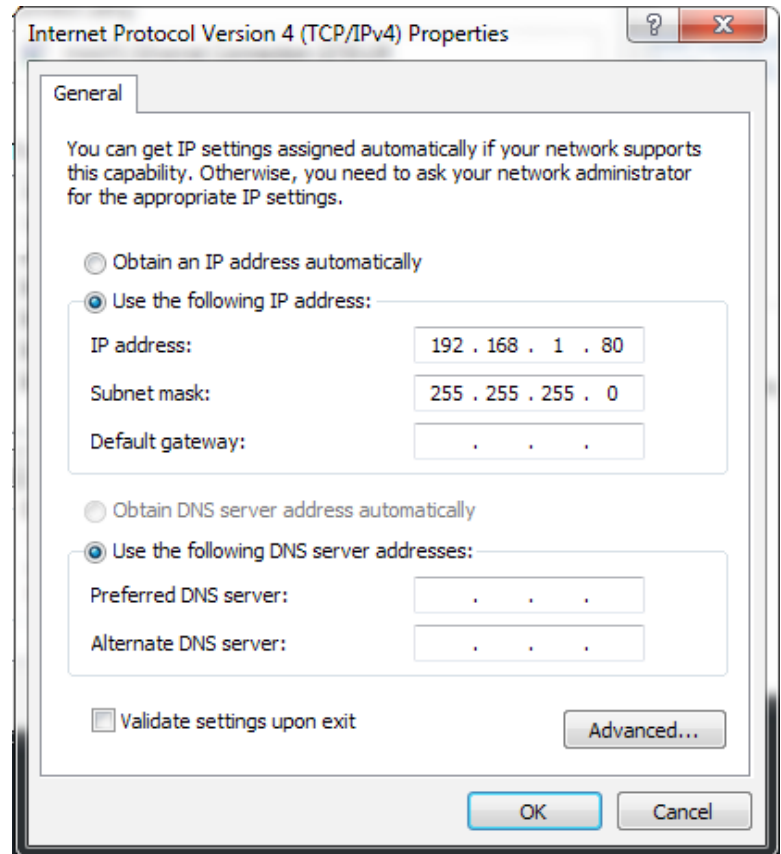 Internet Protocol Version 4 (TCP/IPv4) Properties
?
X
General
You can get IP settings assigned automatically if your network supports
this capability. Otherwise, you need to ask your network administrator
for the appropriate IP settings.
Obtain an IP address automatically
Use the following IP address:
IP address: 192 . 168 . 1 . 80
Subnet mask: 255 . 255 . 255 . 0
Default gateway: . . .
Obtain DNS server address automatically
Use the following DNS server addresses:
Preferred DNS server: . . .
Alternate DNS server: . . .
Validate settings upon exit
Advanced...
OK Cancel